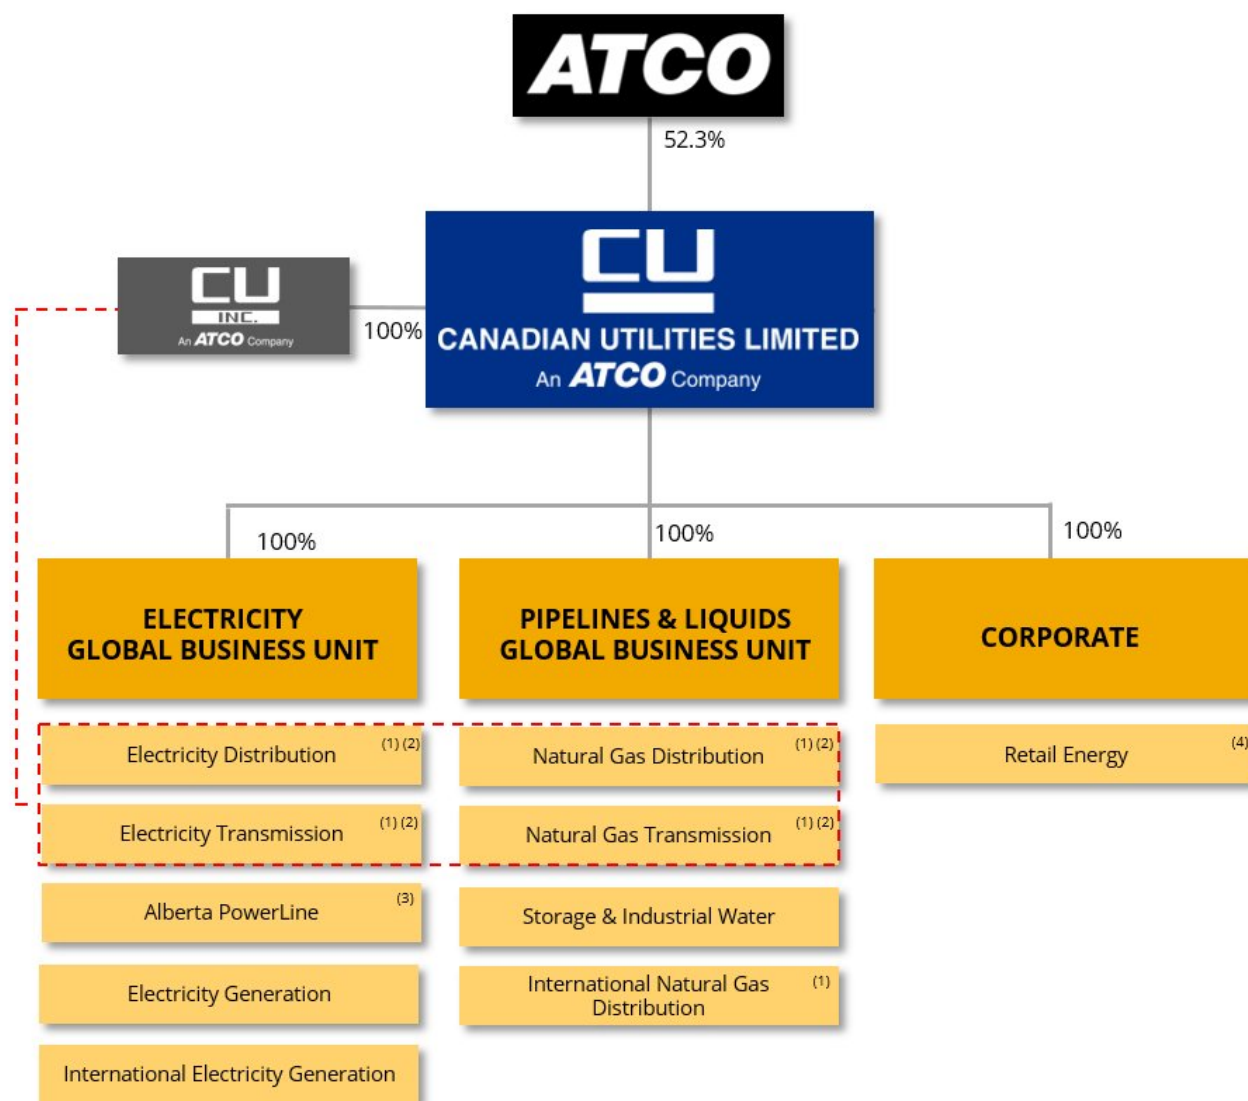 ATCO
52.3%
CU
INC.
An ATCO Company
100%
CU
CANADIAN UTILITIES LIMITED
An ATCO Company
100%
100%
100%
ELECTRICITY
GLOBAL BUSINESS UNIT
PIPELINES & LIQUIDS
GLOBAL BUSINESS UNIT
CORPORATE
Electricity Distribution (1) (2)
Natural Gas Distribution (1) (2)
Retail Energy (4)
Electricity Transmission (1) (2)
Natural Gas Transmission (1) (2)
Alberta PowerLine (3)
Storage & Industrial Water
Electricity Generation
International Natural Gas (1)
Distribution
International Electricity Generation